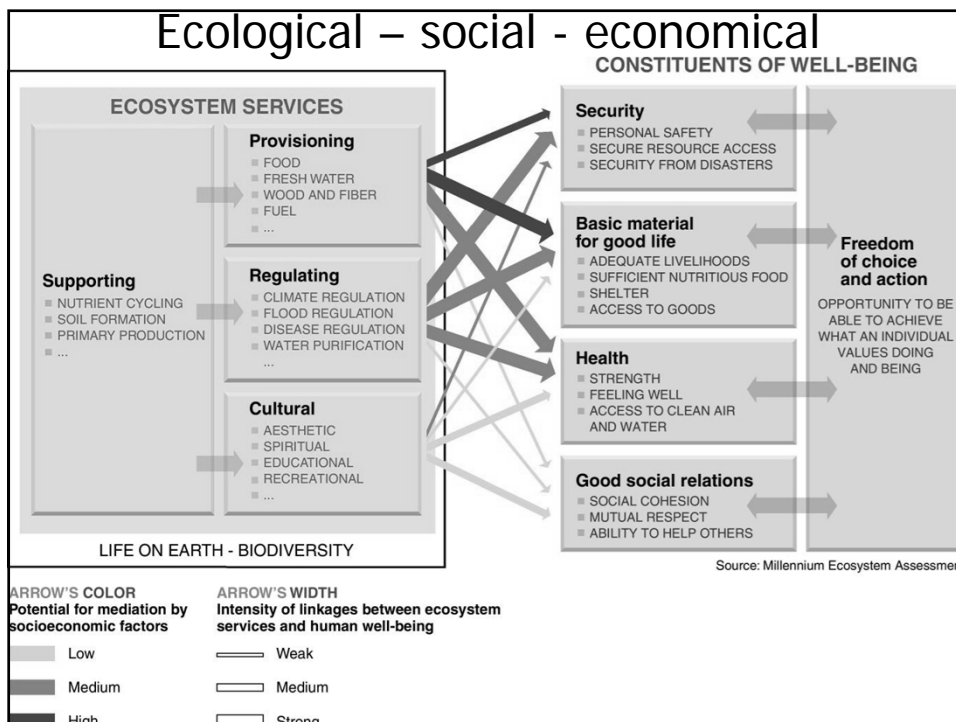 Ecological – social - economical
CONSTITUENTS OF WELL-BEING
ECOSYSTEM SERVICES
Supporting
NUTRIENT CYCLING
SOIL FORMATION
PRIMARY PRODUCTION
...
Provisioning
FOOD
FRESH WATER
WOOD AND FIBER
FUEL
...
Regulating
CLIMATE REGULATION
FLOOD REGULATION
DISEASE REGULATION
WATER PURIFICATION
...
Cultural
AESTHETIC
SPIRITUAL
EDUCATIONAL
RECREATIONAL
...
LIFE ON EARTH - BIODIVERSITY
Security
PERSONAL SAFETY
SECURE RESOURCE ACCESS
SECURITY FROM DISASTERS
Basic material
for good life
ADEQUATE LIVELIHOODS
SUFFICIENT NUTRITIOUS FOOD
SHELTER
ACCESS TO GOODS
Health
STRENGTH
FEELING WELL
ACCESS TO CLEAN AIR
AND WATER
Good social relations
SOCIAL COHESION
MUTUAL RESPECT
ABILITY TO HELP OTHERS
Freedom
of choice
and action
OPPORTUNITY TO BE
ABLE TO ACHIEVE
WHAT AN INDIVIDUAL
VALUES DOING
AND BEING
Source: Millennium Ecosystem Assessmen
ARROW'S COLOR
Potential for mediation by
socioeconomic factors
Low
Medium
High
ARROW'S WIDTH
Intensity of linkages between ecosystem
services and human well-being
Weak
Medium
Strong